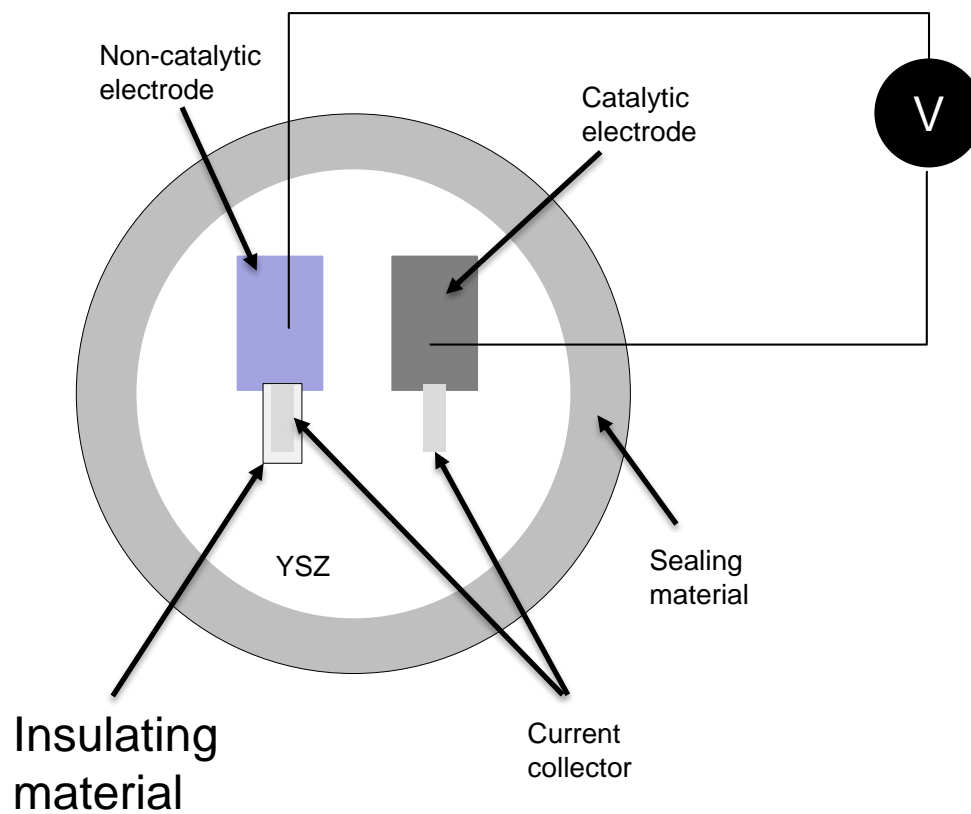 Non-catalytic
electrode
Catalytic
electrode
V
YSZ
Sealing
material
Insulating
material
Current
collector